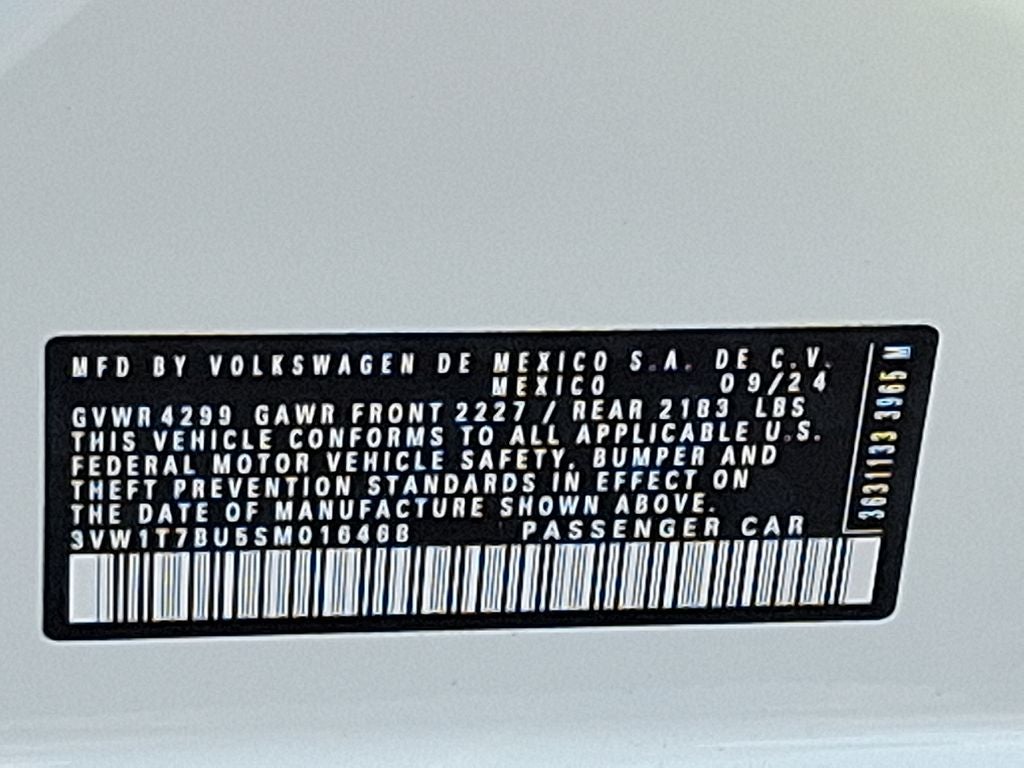 MFD BY VOLKSWAGEN DE MEXICO S.A. DE C.V.
MEXICO 09/24
GVWR 4299 GAWR FRONT 2227 / REAR 2183 LBS
THIS VEHICLE CONFORMS TO ALL APPLICABLE U.S.
FEDERAL MOTOR VEHICLE SAFETY, BUMPER AND
THEFT PREVENTION STANDARDS IN EFFECT ON
THE DATE OF MANUFACTURE SHOWN ABOVE.
3VW1T7BU5SM016468 PASSENGER CAR
3965 M